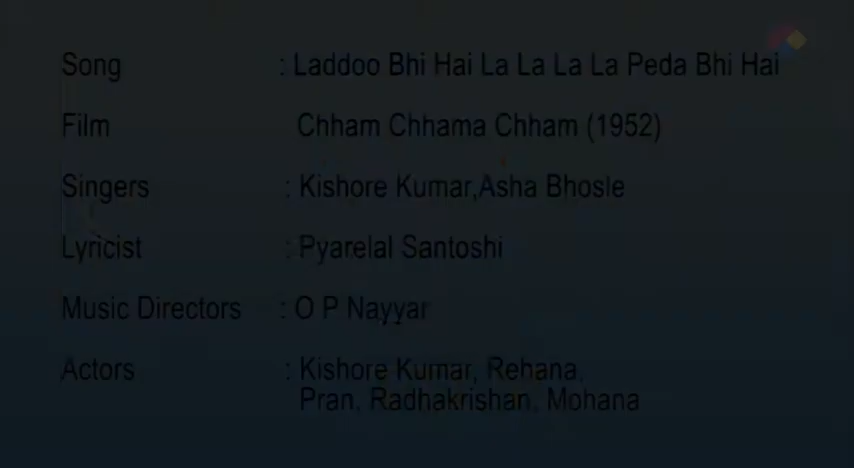 Song : Laddoo Bhi Hai La La La La Peda Bhi Hai
Film Chham Chhama Chham (1952)
Singers : Kishore Kumar,Asha Bhosle
Lyricist : Pyarelal Santoshi
Music Directors : O P Nayyar
Actors : Kishore Kumar, Rehana,
Pran, Radhakrishan, Mohana